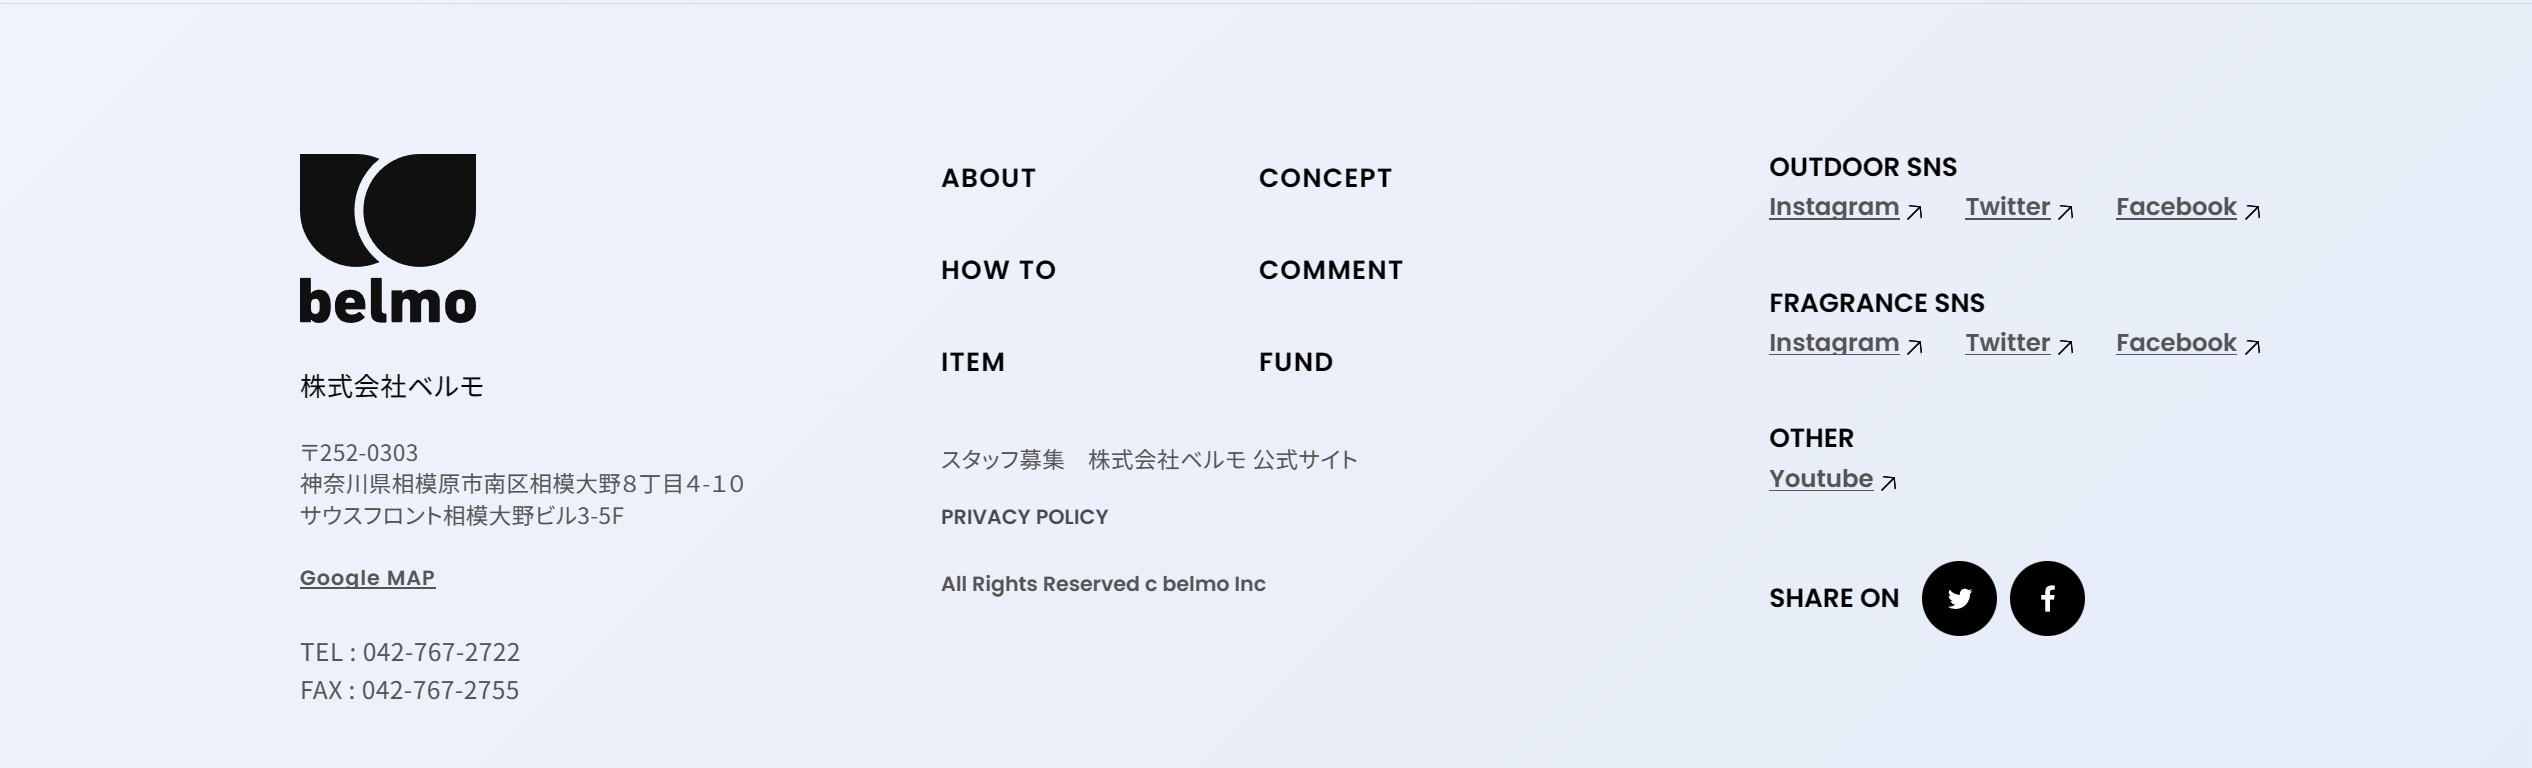 belmo
株式会社ベルモ
〒252-0303
神奈川県相模原市南区相模大野８丁目４-１０
サウスフロント相模大野ビル3-5F
Google MAP
TEL : 042-767-2722
FAX : 042-767-2755
ABOUT CONCEPT
HOW TO COMMENT
ITEM FUND
スタッフ募集　株式会社ベルモ 公式サイト
PRIVACY POLICY
All Rights Reserved c belmo Inc
OUTDOOR SNS
Instagram Twitter Facebook
FRAGRANCE SNS
Instagram Twitter Facebook
OTHER
Youtube
SHARE ON